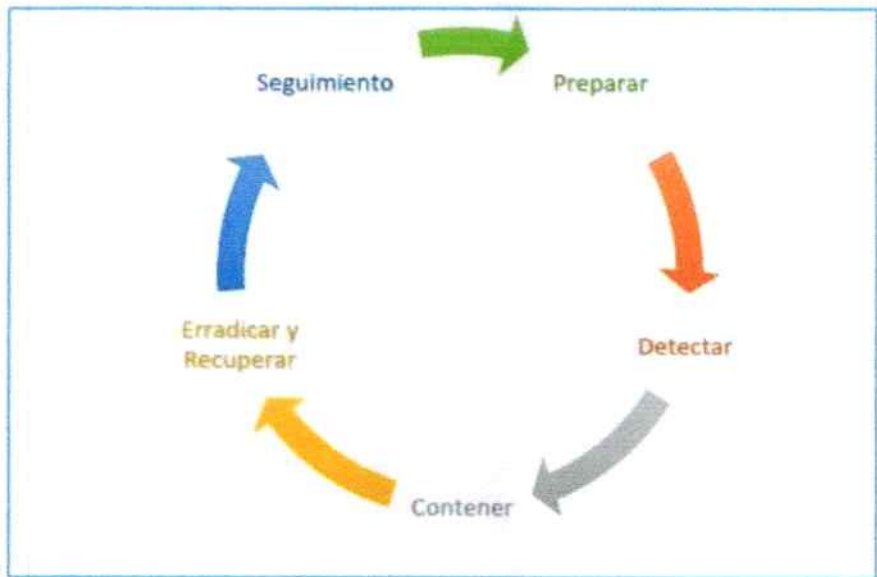 Seguimiento
Preparar
Detectar
Contener
Erradicar y
Recuperar